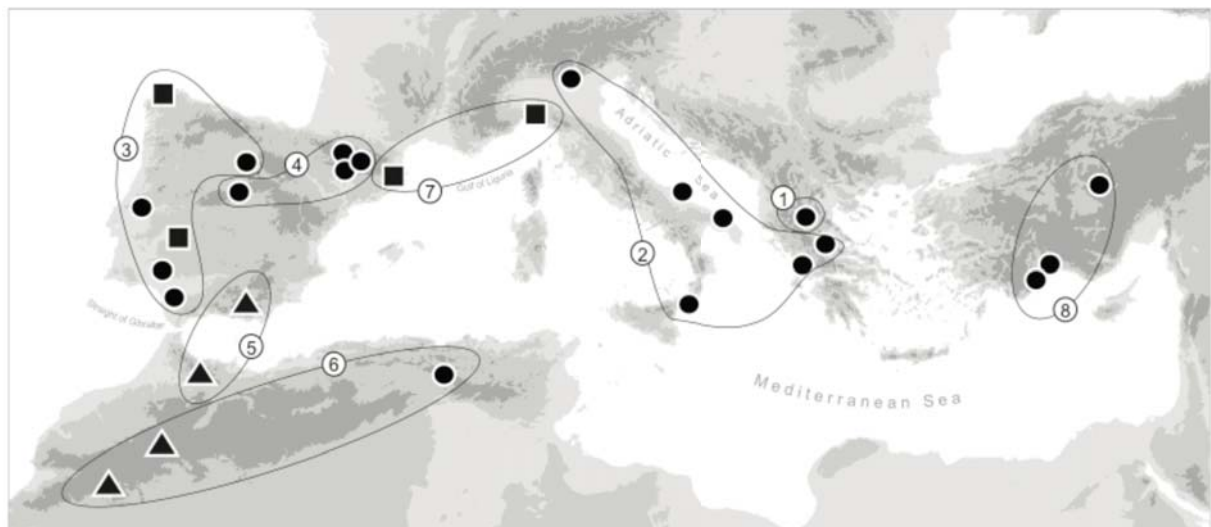 Adriatic
Sea
3
4
7
Gulf of Liguria
1
2
8
Straight of Gibraltar
5
6
Mediterranean Sea